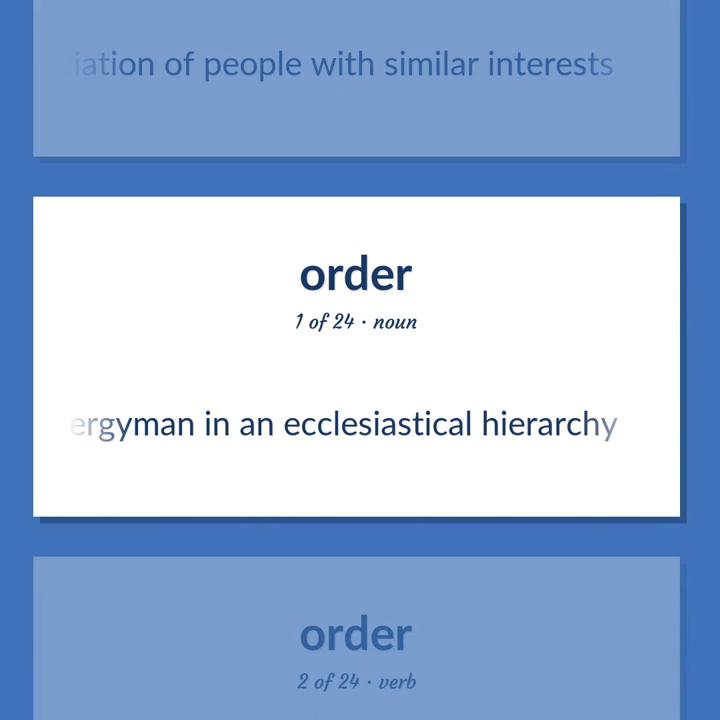 iation of people with similar interests
order
1 of 24 · noun
ergyman in an ecclesiastical hierarchy
order
2 of 24 · verb